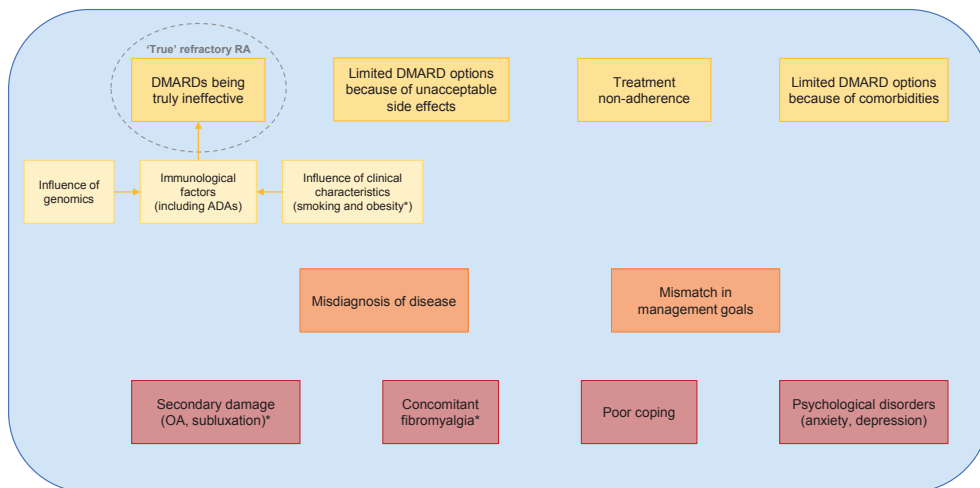 ‘True’ refractory RA
DMARDs being
truly ineffective
Limited DMARD options
because of unacceptable
side effects
Treatment
non-adherence
Limited DMARD options
because of comorbidities
Influence of
genomics
Immunological
factors
(including ADAs)
Influence of clinical
characteristics
(smoking and obesity*)
Misdiagnosis of disease
Mismatch in
management goals
Secondary damage
(OA, subluxation)*
Concomitant
fibromyalgia*
Poor coping
Psychological disorders
(anxiety, depression)